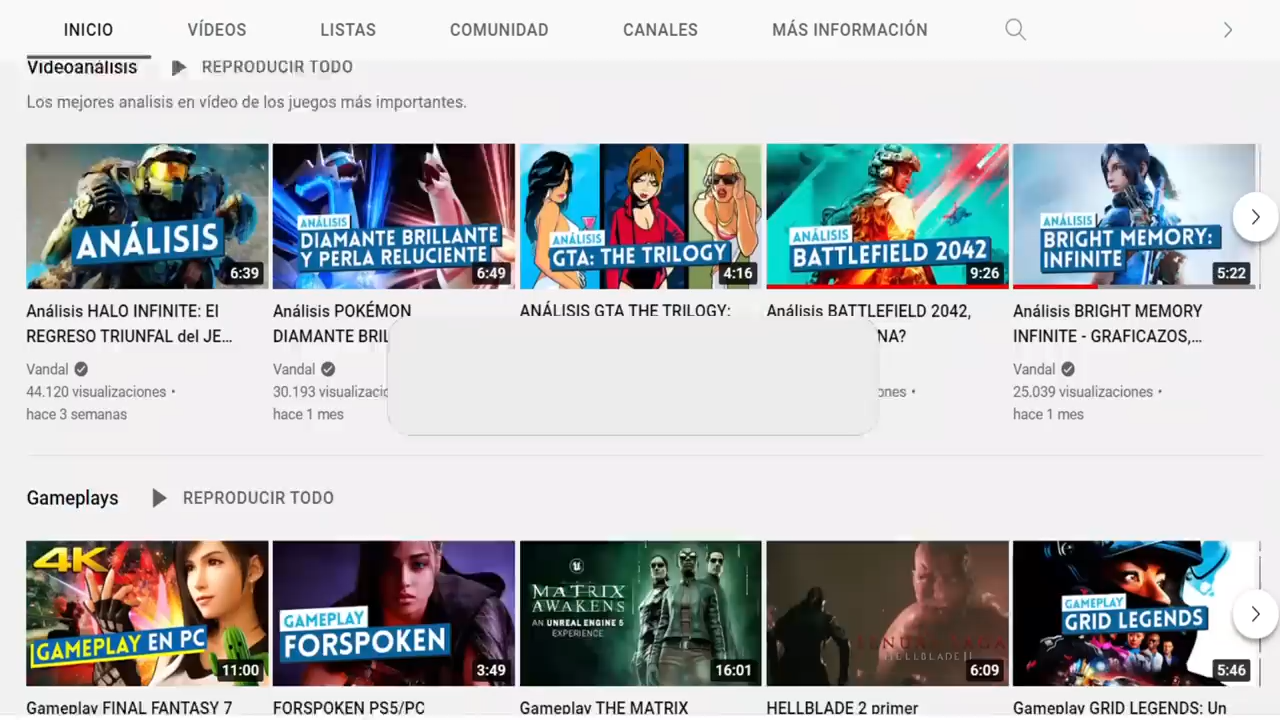 INICIO VÍDEOS LISTAS COMUNIDAD CANALES MÁS INFORMACIÓN
Videoanálisis REPRODUCIR TODO
Los mejores analisis en vídeo de los juegos más importantes.
ANÁLISIS
6:39
ANÁLISIS
DIAMANTE BRILLANTE
Y PERLA RELUCIENTE
6:49
ANÁLISIS
GTA: THE TRILOGY
4:16
ANÁLISIS
BATTLEFIELD 2042
9:26
ANÁLISIS
BRIGHT MEMORY:
INFINITE
5:22
Análisis HALO INFINITE: El
REGRESO TRIUNFAL del JE...
Vandal
44.120 visualizaciones •
hace 3 semanas
Análisis POKÉMON
DIAMANTE BRIL
Vandal
30.193 visualizacio
hace 1 mes
ANÁLISIS GTA THE TRILOGY:
Análisis BATTLEFIELD 2042,
NA?
ones •
Análisis BRIGHT MEMORY
INFINITE - GRAFICAZOS,...
Vandal
25.039 visualizaciones •
hace 1 mes
Gameplays REPRODUCIR TODO
4K
GAMEPLAY EN PC
11:00
GAMEPLAY
FORSPOKEN
3:49
MATRIX
AWAKENS
AN UNREAL ENGINE 5
EXPERIENCE
16:01
HELLBLADE II
6:09
GAMEPLAY
GRID LEGENDS
5:46
Gameplay FINAL FANTASY 7
FORSPOKEN PS5/PC
Gameplay THE MATRIX
HELLBLADE 2 primer
Gameplay GRID LEGENDS: Un